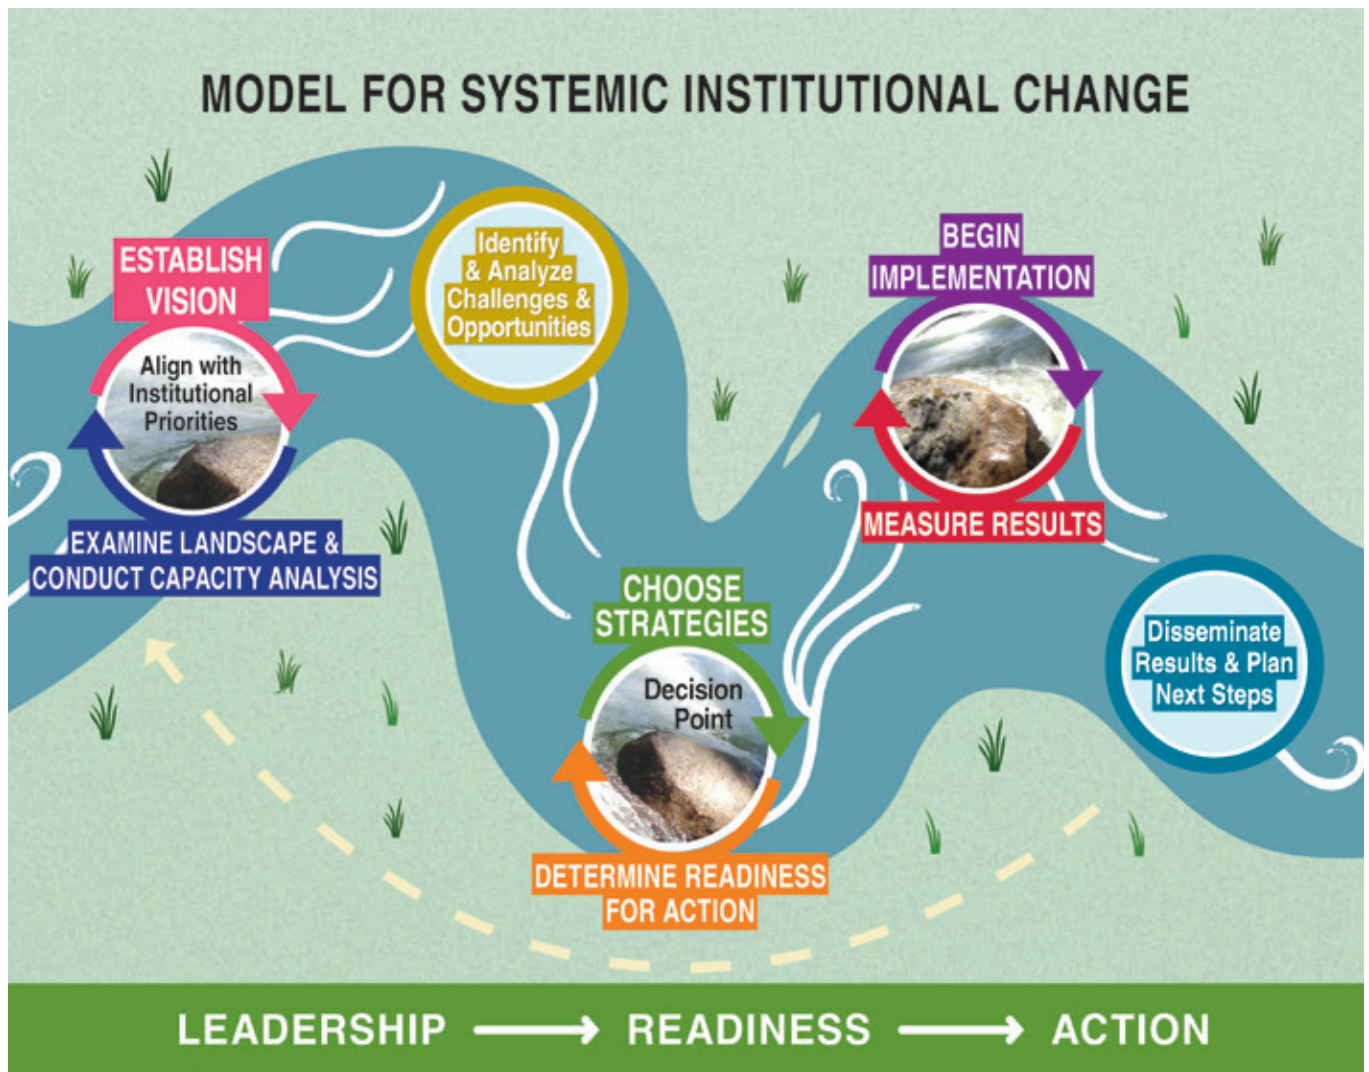 MODEL FOR SYSTEMIC INSTITUTIONAL CHANGE
ESTABLISH
VISION
Align with
Institutional
Priorities
EXAMINE LANDSCAPE &
CONDUCT CAPACITY ANALYSIS
Identify
& Analyze
Challenges &
Opportunities
CHOOSE
STRATEGIES
Decision
Point
DETERMINE READINESS
FOR ACTION
BEGIN
IMPLEMENTATION
MEASURE RESULTS
Disseminate
Results & Plan
Next Steps
LEADERSHIP → READINESS → ACTION